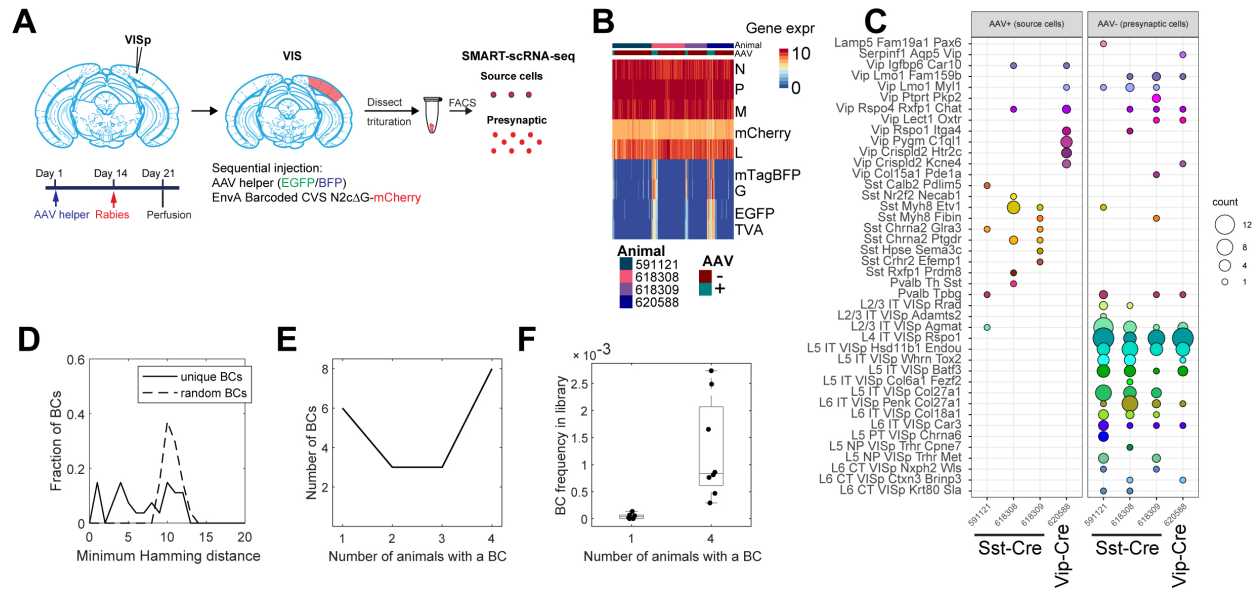 A
VISp
VIS
SMART-scRNA-seq
Source cells
Presynaptic
Dissect
trituration
FACS
Day 1
Day 14
Day 21
AAV helper
Rabies
Perfusion
Sequential injection:
AAV helper (EGFP/BFP)
EnvA Barcoded CVS N2cΔG-mCherry
B
Gene expr
10
5
0
Animal
AAV
N
P
M
mCherry
L
mTagBFP
G
EGFP
TVA
Animal
591121
618308
618309
620588
AAV
-
+
C
AAV+ (source cells)
AAV- (presynaptic cells)
Lamp5 Fam19a1 Pax6
Serpinf1 Aqp5 Vip
Vip Igfbp6 Car10
Vip Lmo1 Fam159b
Vip Lmo1 Myl1
Vip Ptprt Pkp2
Vip Rspo4 Rxfp1 Chat
Vip Lect1 Oxtr
Vip Rspo1 Itga4
Vip Pygm C1ql1
Vip Crispld2 Htr2c
Vip Crispld2 Kcne4
Vip Col15a1 Pde1a
Sst Calb2 Pdlim5
Sst Nr2f2 Necab1
Sst Myh8 Etv1
Sst Myh8 Fibin
Sst Chrna2 Glra3
Sst Chrna2 Ptgdr
Sst Hpse Sema3c
Sst Crhr2 Efemp1
Sst Rxfp1 Prdm8
Pvalb Th Sst
Pvalb Tpbg
L2/3 IT VISp Rrad
L2/3 IT VISp Adamts2
L2/3 IT VISp Agmat
L4 IT VISp Rspo1
L5 IT VISp Hsd11b1 Endou
L5 IT VISp Whrn Tox2
L5 IT VISp Batf3
L5 IT VISp Col6a1 Fezf2
L5 IT VISp Col27a1
L6 IT VISp Penk Col27a1
L6 IT VISp Col18a1
L6 IT VISp Car3
L5 PT VISp Chrna6
L5 NP VISp Trhr Cpne7
L5 NP VISp Trhr Met
L6 CT VISp Nxph2 Wls
L6 CT VISp Ctxn3 Brinp3
L6 CT VISp Krt80 Sla
591121
618308
618309
620588
591121
618308
618309
620588
Sst-Cre
Vip-Cre
Sst-Cre
Vip-Cre
count
12
8
4
1
D
0.6
0.4
0.2
0
Fraction of BCs
unique BCs
random BCs
0
5
10
15
20
Minimum Hamming distance
E
8
6
4
2
Number of BCs
1
2
3
4
Number of animals with a BC
F
× 10⁻³
2.5
2
1.5
1
0.5
0
BC frequency in library
1
4
Number of animals with a BC